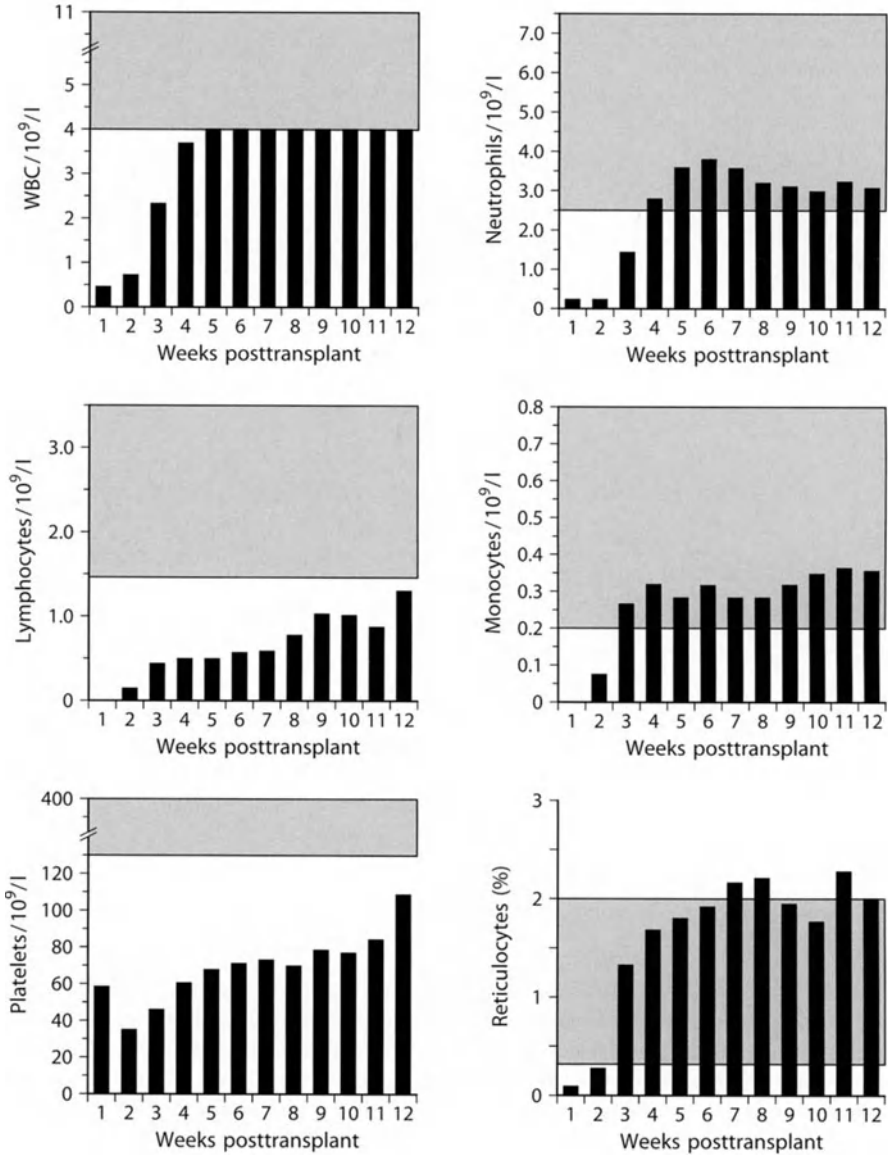 WBC/10⁹/l
11
5
4
3
2
1
0
1 2 3 4 5 6 7 8 9 10 11 12
Weeks posttransplant
Neutrophils/10⁹/l
7.0
6.0
5.0
4.0
3.0
2.0
1.0
0
1 2 3 4 5 6 7 8 9 10 11 12
Weeks posttransplant
Lymphocytes/10⁹/l
3.0
2.0
1.0
0
1 2 3 4 5 6 7 8 9 10 11 12
Weeks posttransplant
Monocytes/10⁹/l
0.8
0.7
0.6
0.5
0.4
0.3
0.2
0.1
0
1 2 3 4 5 6 7 8 9 10 11 12
Weeks posttransplant
Platelets/10⁹/l
400
120
100
80
60
40
20
0
1 2 3 4 5 6 7 8 9 10 11 12
Weeks posttransplant
Reticulocytes (%)
3
2
1
0
1 2 3 4 5 6 7 8 9 10 11 12
Weeks posttransplant